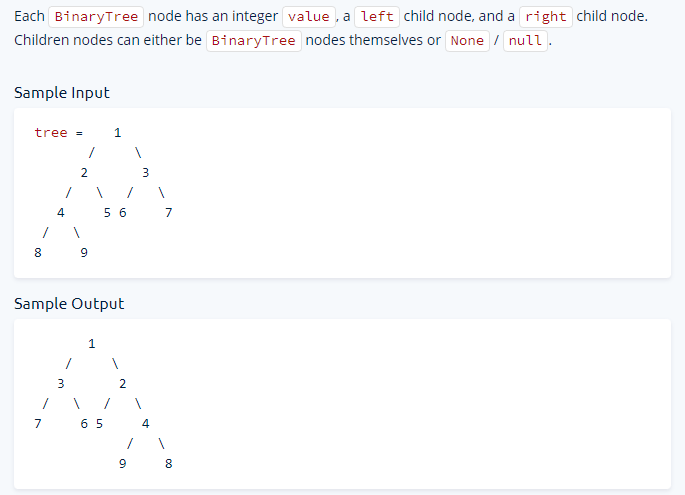 Each BinaryTree node has an integer value , a left child node, and a right child node.
Children nodes can either be BinaryTree nodes themselves or None / null .
Sample Input
tree =    1
       /     \
      2       3
    /   \   /   \
   4     5 6     7
 /   \
8     9
Sample Output
       1
    /     \
   3       2
 /   \   /   \
7     6 5     4
            /   \
           9     8